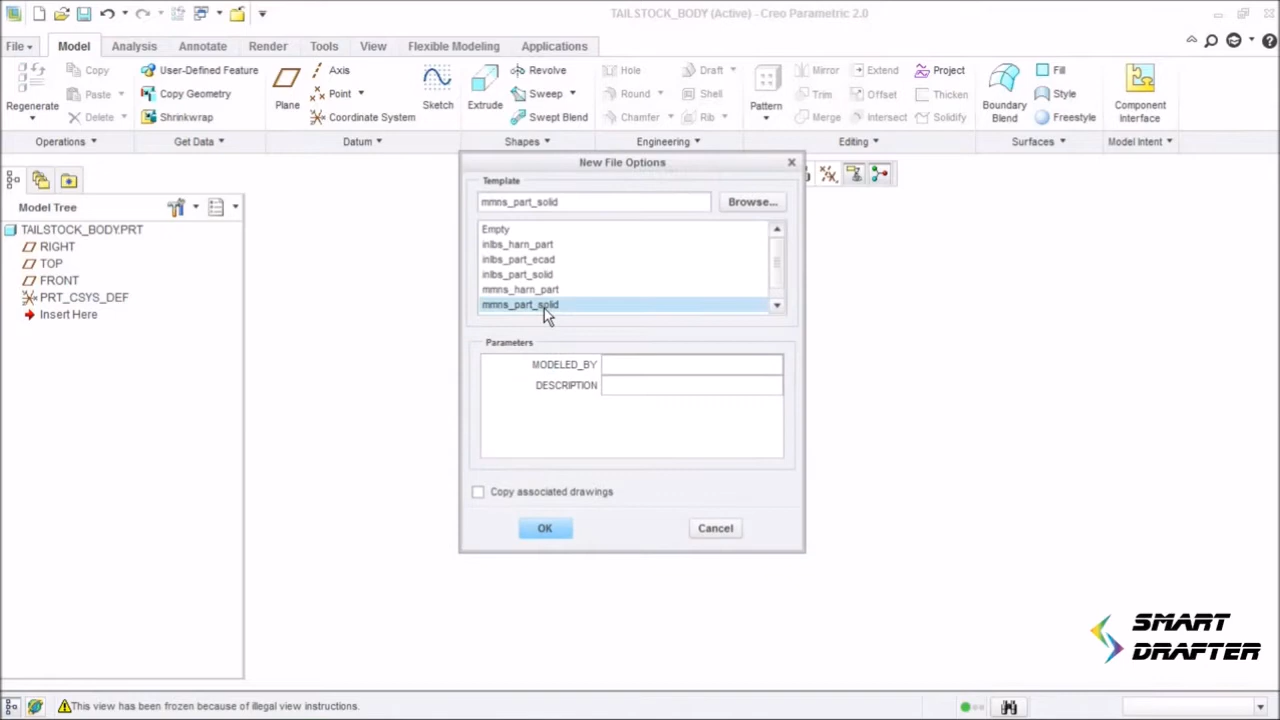 TAILSTOCK_BODY (Active) - Creo Parametric 2.0
File Model Analysis Annotate Render Tools View Flexible Modeling Applications
Regenerate
Copy
Paste
Delete
Operations
User-Defined Feature
Copy Geometry
Shrinkwrap
Get Data
Plane
Axis
Point
Coordinate System
Datum
Sketch
Extrude
Revolve
Sweep
Swept Blend
Shapes
Hole
Round
Chamfer
Draft
Shell
Rib
Engineering
Pattern
Mirror
Trim
Merge
Extend
Offset
Intersect
Project
Thicken
Solidify
Editing
Boundary
Blend
Fill
Style
Freestyle
Surfaces
Component
Interface
Model Intent
Model Tree
TAILSTOCK_BODY.PRT
RIGHT
TOP
FRONT
PRT_CSYS_DEF
Insert Here
New File Options
Template
mmns_part_solid
Browse...
Empty
inlbs_harn_part
inlbs_part_ecad
inlbs_part_solid
mmns_harn_part
mmns_part_solid
Parameters
MODELED_BY
DESCRIPTION
Copy associated drawings
OK Cancel
SMART
DRAFTER
This view has been frozen because of illegal view instructions.